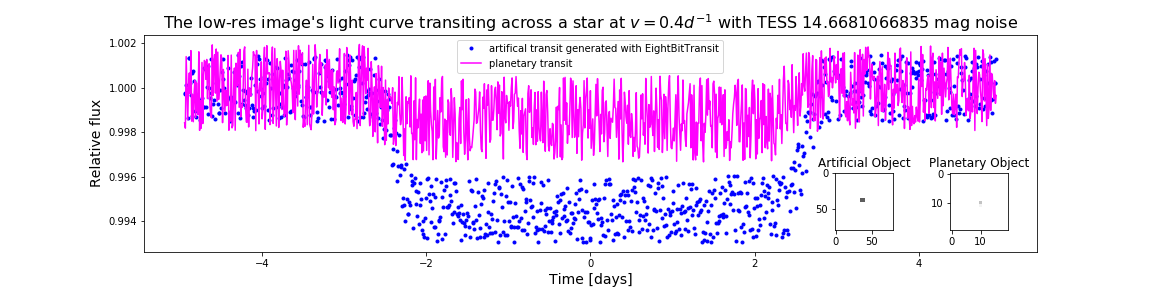 The low-res image's light curve transiting across a star at v = 0.4d⁻¹ with TESS 14.6681066835 mag noise
artifical transit generated with EightBitTransit
planetary transit
Relative flux
1.002
1.000
0.998
0.996
0.994
Artificial Object
0
50
0 50
Planetary Object
0
10
0 10
−4 −2 0 2 4
Time [days]